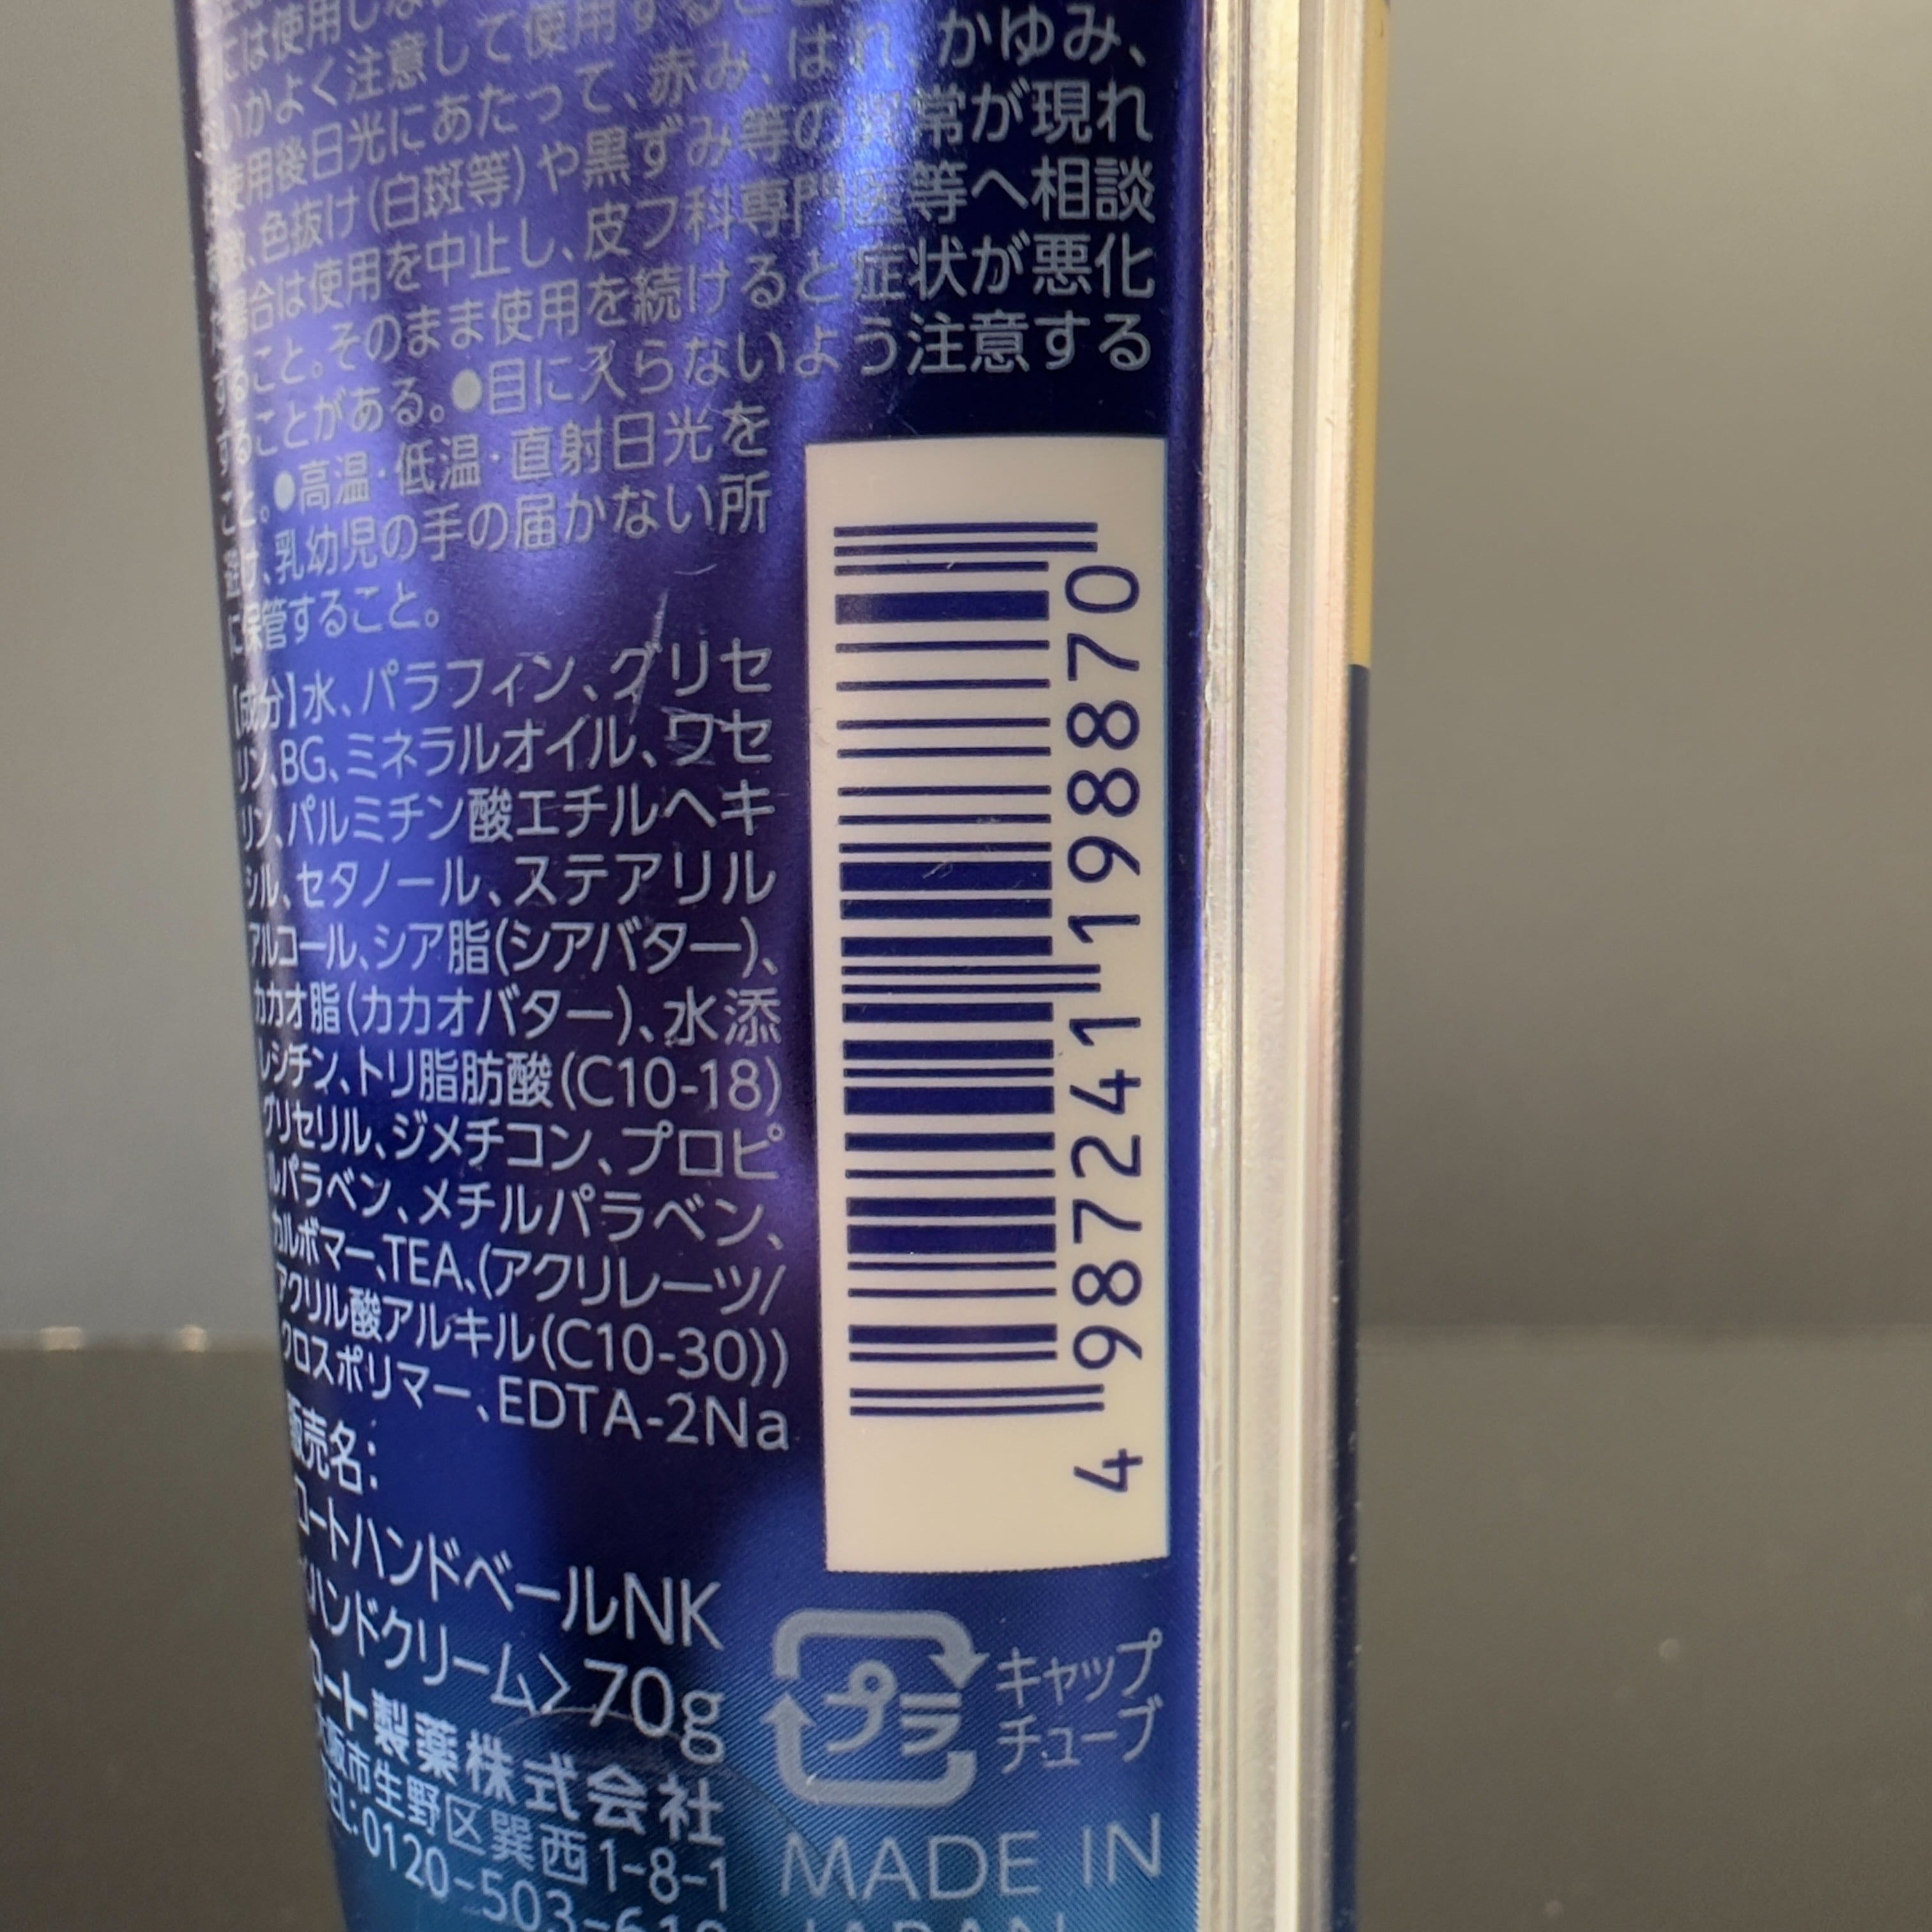 には使用しない
いかよく注意して使用すること
使用後日光にあたって、赤み、はれ、かゆみ、
、色抜け(白斑等)や黒ずみ等の異常が現れ
場合は使用を中止し、皮フ科専門医等へ相談
すること。そのまま使用を続けると症状が悪化
することがある。●目に入らないよう注意する
こと。●高温・低温・直射日光を
避け、乳幼児の手の届かない所
に保管すること。
【成分】水、パラフィン、グリセ
リン、BG、ミネラルオイル、ワセ
リン、パルミチン酸エチルヘキ
シル、セタノール、ステアリル
アルコール、シア脂(シアバター)、
カカオ脂(カカオバター)、水添
レシチン、トリ脂肪酸(C10-18)
グリセリル、ジメチコン、プロピ
ルパラベン、メチルパラベン、
カルボマー、TEA、(アクリレーツ/
アクリル酸アルキル(C10-30))
クロスポリマー、EDTA-2Na
販売名:
コートハンドベールNK
ハンドクリーム>70g
コート製薬株式会社
大阪市生野区巽西1-8-1
TEL:0120-503-610
4 987241 198870
プラ
キャップ
チューブ
MADE IN
JAPAN